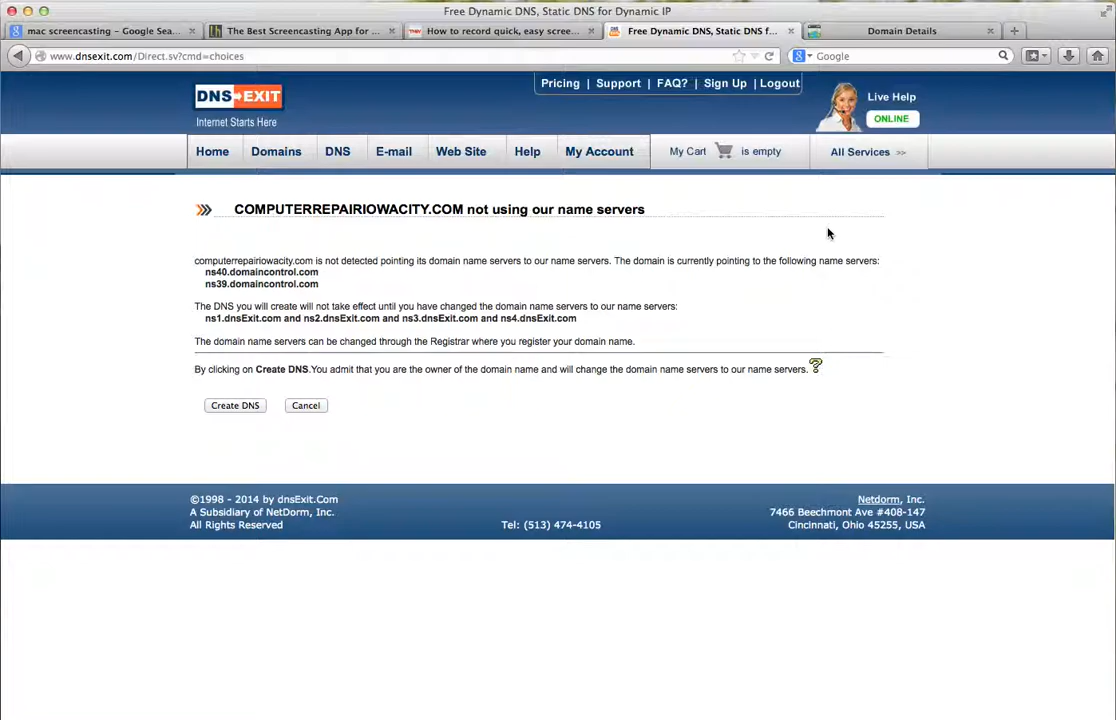 Free Dynamic DNS, Static DNS for Dynamic IP
mac screencasting – Google Sea...
The Best Screencasting App for ...
How to record quick, easy scree...
Free Dynamic DNS, Static DNS f...
Domain Details
www.dnsexit.com/Direct.sv?cmd=choices
Google
Pricing | Support | FAQ? | Sign Up | Logout
DNS EXIT
Internet Starts Here
Live Help
ONLINE
Home Domains DNS E-mail Web Site Help My Account My Cart is empty All Services >>
COMPUTERREPAIRIOWACITY.COM not using our name servers
computerrepairiowacity.com is not detected pointing its domain name servers to our name servers. The domain is currently pointing to the following name servers:
ns40.domaincontrol.com
ns39.domaincontrol.com
The DNS you will create will not take effect until you have changed the domain name servers to our name servers:
ns1.dnsExit.com and ns2.dnsExit.com and ns3.dnsExit.com and ns4.dnsExit.com
The domain name servers can be changed through the Registrar where you register your domain name.
By clicking on Create DNS.You admit that you are the owner of the domain name and will change the domain name servers to our name servers. ?
Create DNS Cancel
©1998 - 2014 by dnsExit.Com
A Subsidiary of NetDorm, Inc.
All Rights Reserved
Tel: (513) 474-4105
Netdorm, Inc.
7466 Beechmont Ave #408-147
Cincinnati, Ohio 45255, USA